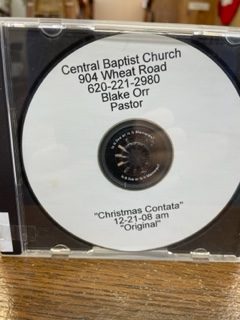 Central Baptist Church
904 Wheat Road
620-221-2980
Blake Orr
Pastor
"Christmas Contata"
12-21-08 am
"Original"